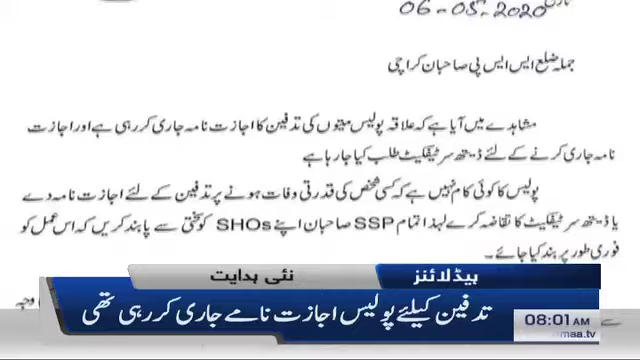 06-05-2020
جملہ ضلع ایس ایس پی صاحبان کراچی
مشاہدے میں آیا ہے کہ علاقہ پولیس میتوں کی تدفین کا اجازت نامہ جاری کر رہی ہے اور اجازت
نامہ جاری کرنے کے لئے ڈیتھ سرٹیفکیٹ طلب کیا جا رہا ہے
پولیس کا کوئی کام نہیں ہے کہ کسی شخص کی قدرتی وفات ہونے پر تدفین کے لئے اجازت نامہ دے
یا ڈیتھ سرٹیفکیٹ کا تقاضہ کرے لہذا تمام SSP صاحبان اپنے SHOs کو سختی سے پابند کریں کہ اس عمل کو
فوری طور پر بند کیا جائے۔
ہیڈلائنز
نئی ہدایت
تدفین کیلئے پولیس اجازت نامے جاری کر رہی تھی
وجہ
08:01 AM
maa.tv